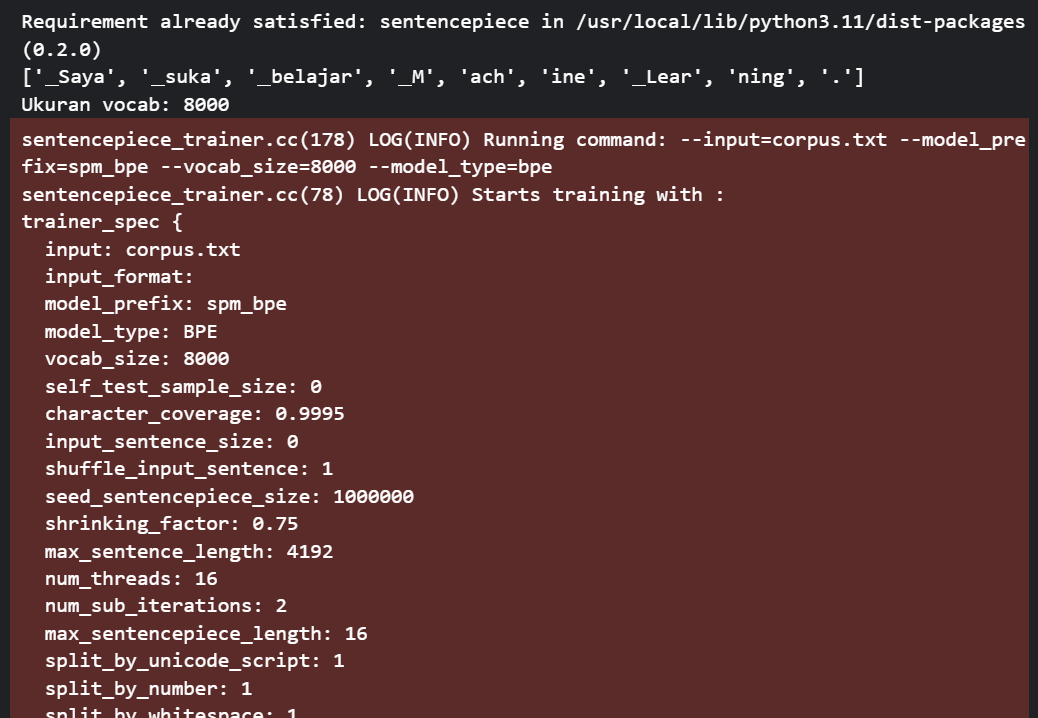 Requirement already satisfied: sentencepiece in /usr/local/lib/python3.11/dist-packages
(0.2.0)
['_Saya', '_suka', '_belajar', '_M', 'ach', 'ine', '_Lear', 'ning', '.']
Ukuran vocab: 8000
sentencepiece_trainer.cc(178) LOG(INFO) Running command: --input=corpus.txt --model_pre
fix=spm_bpe --vocab_size=8000 --model_type=bpe
sentencepiece_trainer.cc(78) LOG(INFO) Starts training with :
trainer_spec {
  input: corpus.txt
  input_format:
  model_prefix: spm_bpe
  model_type: BPE
  vocab_size: 8000
  self_test_sample_size: 0
  character_coverage: 0.9995
  input_sentence_size: 0
  shuffle_input_sentence: 1
  seed_sentencepiece_size: 1000000
  shrinking_factor: 0.75
  max_sentence_length: 4192
  num_threads: 16
  num_sub_iterations: 2
  max_sentencepiece_length: 16
  split_by_unicode_script: 1
  split_by_number: 1
  split_by_whitespace: 1